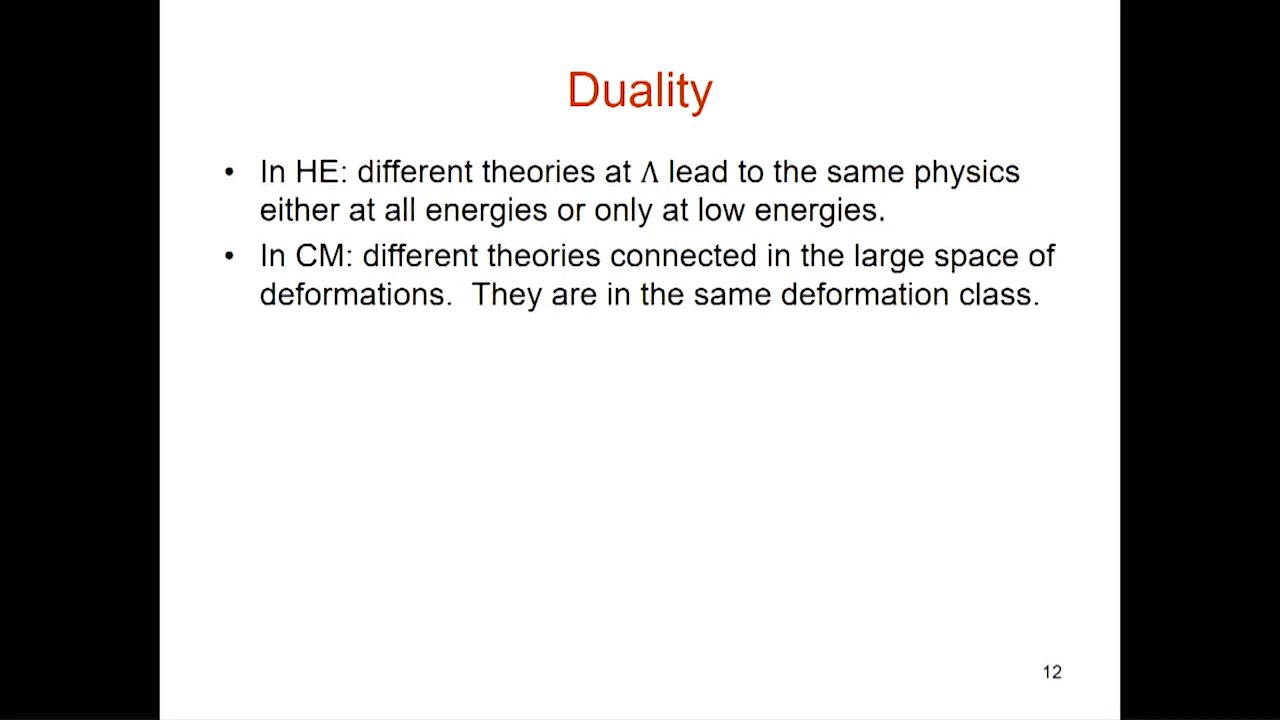 Duality
• In HE: different theories at Λ lead to the same physics
either at all energies or only at low energies.
• In CM: different theories connected in the large space of
deformations.  They are in the same deformation class.
12